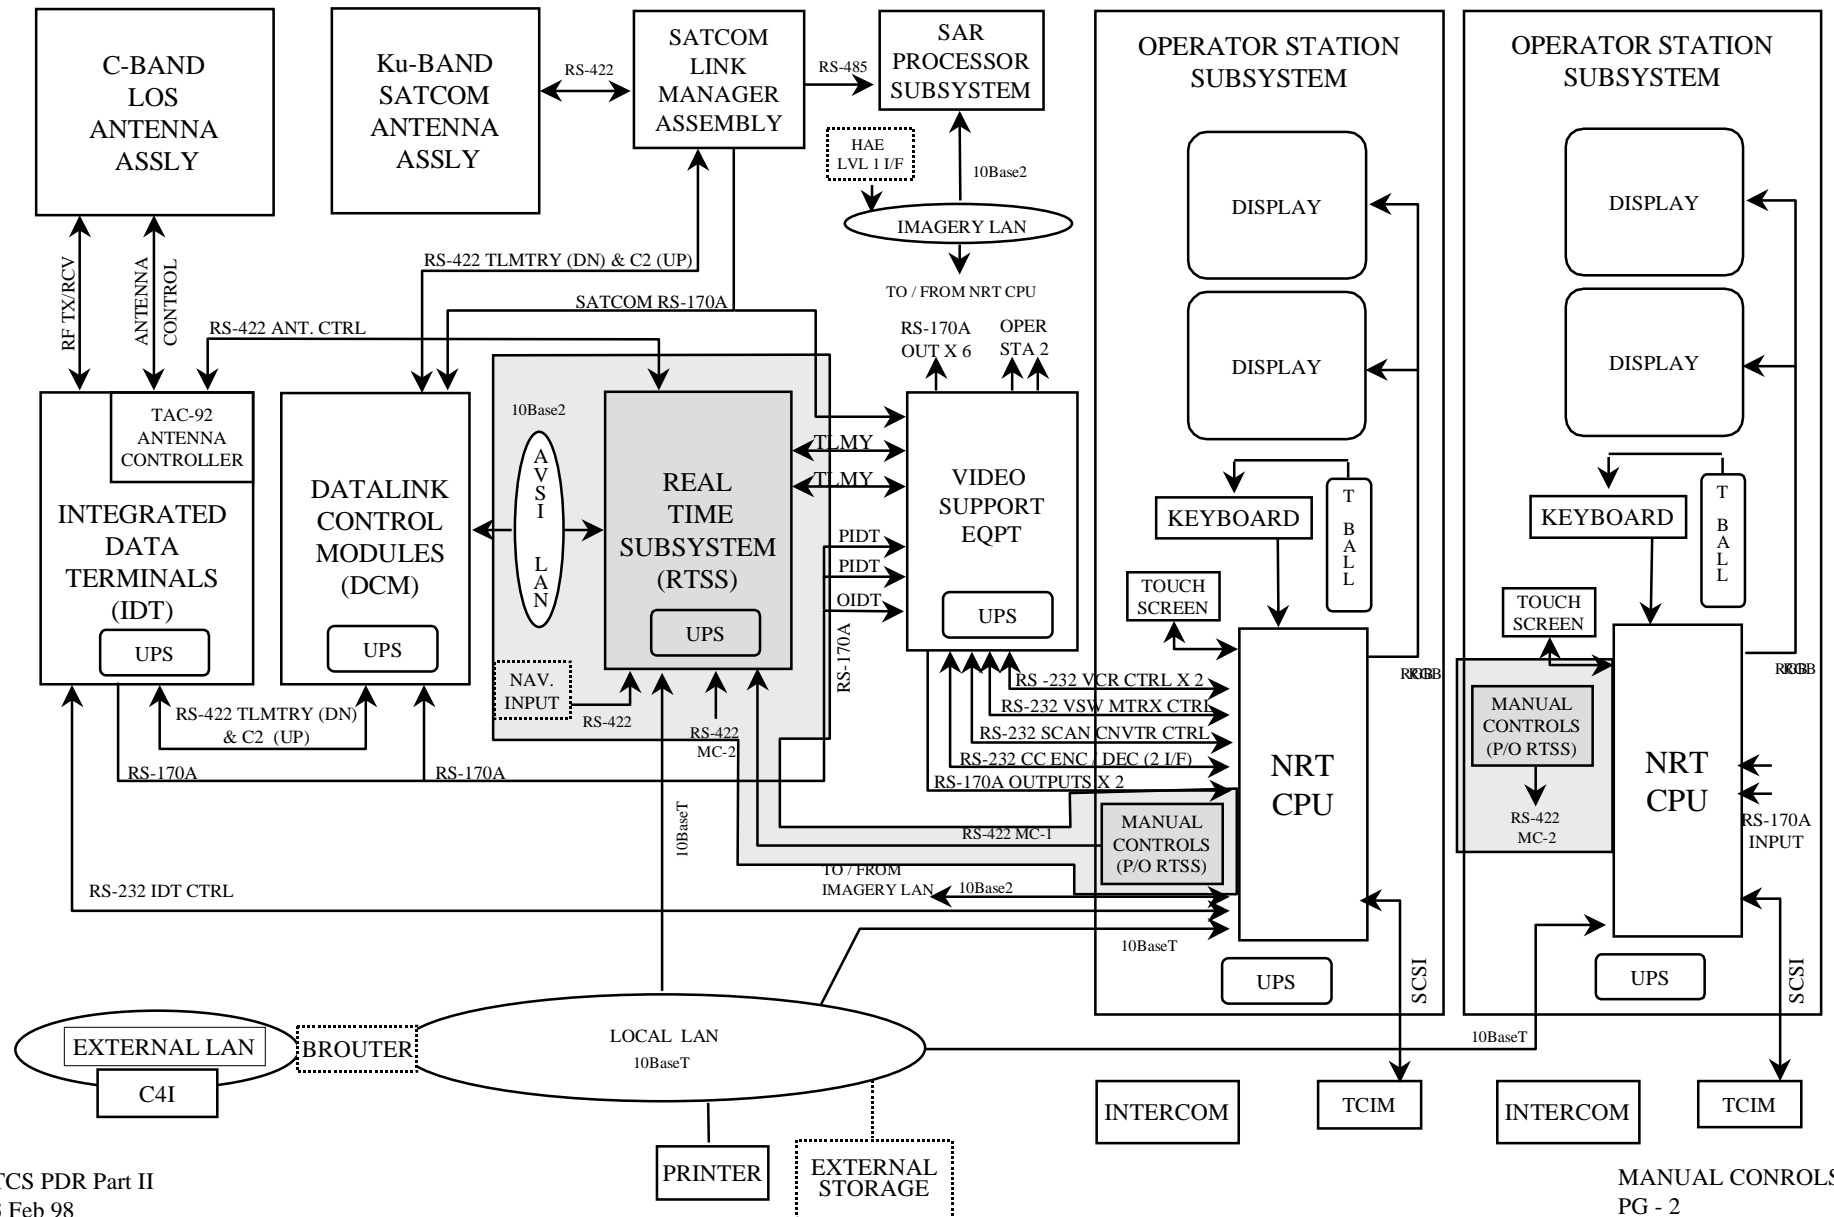 C-BAND
LOS
ANTENNA
ASSLY
Ku-BAND
SATCOM
ANTENNA
ASSLY
RS-422
SATCOM
LINK
MANAGER
ASSEMBLY
RS-485
SAR
PROCESSOR
SUBSYSTEM
HAE
LVL 1 I/F
10Base2
IMAGERY LAN
TO / FROM NRT CPU
RF TX/RCV
ANTENNA
CONTROL
RS-422 TLMTRY (DN) & C2 (UP)
SATCOM RS-170A
RS-422 ANT. CTRL
RS-170A
OUT X 6
OPER
STA 2
TAC-92
ANTENNA
CONTROLLER
INTEGRATED
DATA
TERMINALS
(IDT)
UPS
DATALINK
CONTROL
MODULES
(DCM)
UPS
10Base2
AVSI LAN
REAL
TIME
SUBSYSTEM
(RTSS)
UPS
TLMY
TLMY
PIDT
PIDT
OIDT
RS-170A
VIDEO
SUPPORT
EQPT
UPS
NAV.
INPUT
RS-422
RS-422
MC-2
RS-422 TLMTRY (DN)
& C2 (UP)
RS-170A
RS-170A
RS -232 VCR CTRL X 2
RS-232 VSW MTRX CTRL
RS-232 SCAN CNVTR CTRL
RS-232 CC ENC / DEC (2 I/F)
RS-170A OUTPUTS X 2
RS-422 MC-1
10BaseT
TO / FROM
IMAGERY LAN
10Base2
RS-232 IDT CTRL
10BaseT
OPERATOR STATION
SUBSYSTEM
DISPLAY
DISPLAY
KEYBOARD
T BALL
TOUCH
SCREEN
RGB
NRT
CPU
MANUAL
CONTROLS
(P/O RTSS)
UPS
SCSI
OPERATOR STATION
SUBSYSTEM
DISPLAY
DISPLAY
KEYBOARD
T BALL
TOUCH
SCREEN
RGB
MANUAL
CONTROLS
(P/O RTSS)
RS-422
MC-2
NRT
CPU
RS-170A
INPUT
UPS
SCSI
10BaseT
EXTERNAL LAN
C4I
BROUTER
LOCAL LAN
10BaseT
PRINTER
EXTERNAL
STORAGE
INTERCOM
TCIM
INTERCOM
TCIM
TCS PDR Part II
Feb 98
MANUAL CONROLS
PG - 2